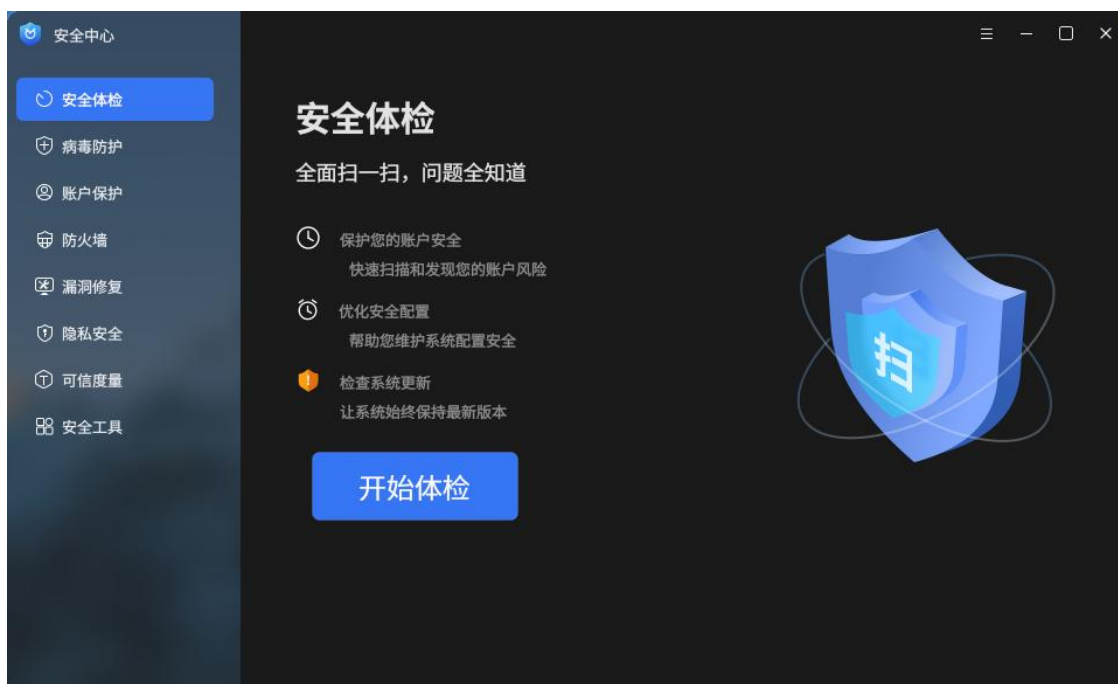 安全中心
安全体检
病毒防护
账户保护
防火墙
漏洞修复
隐私安全
可信度量
安全工具
安全体检
全面扫一扫，问题全知道
保护您的账户安全
快速扫描和发现您的账户风险
优化安全配置
帮助您维护系统配置安全
检查系统更新
让系统始终保持最新版本
开始体检
扫